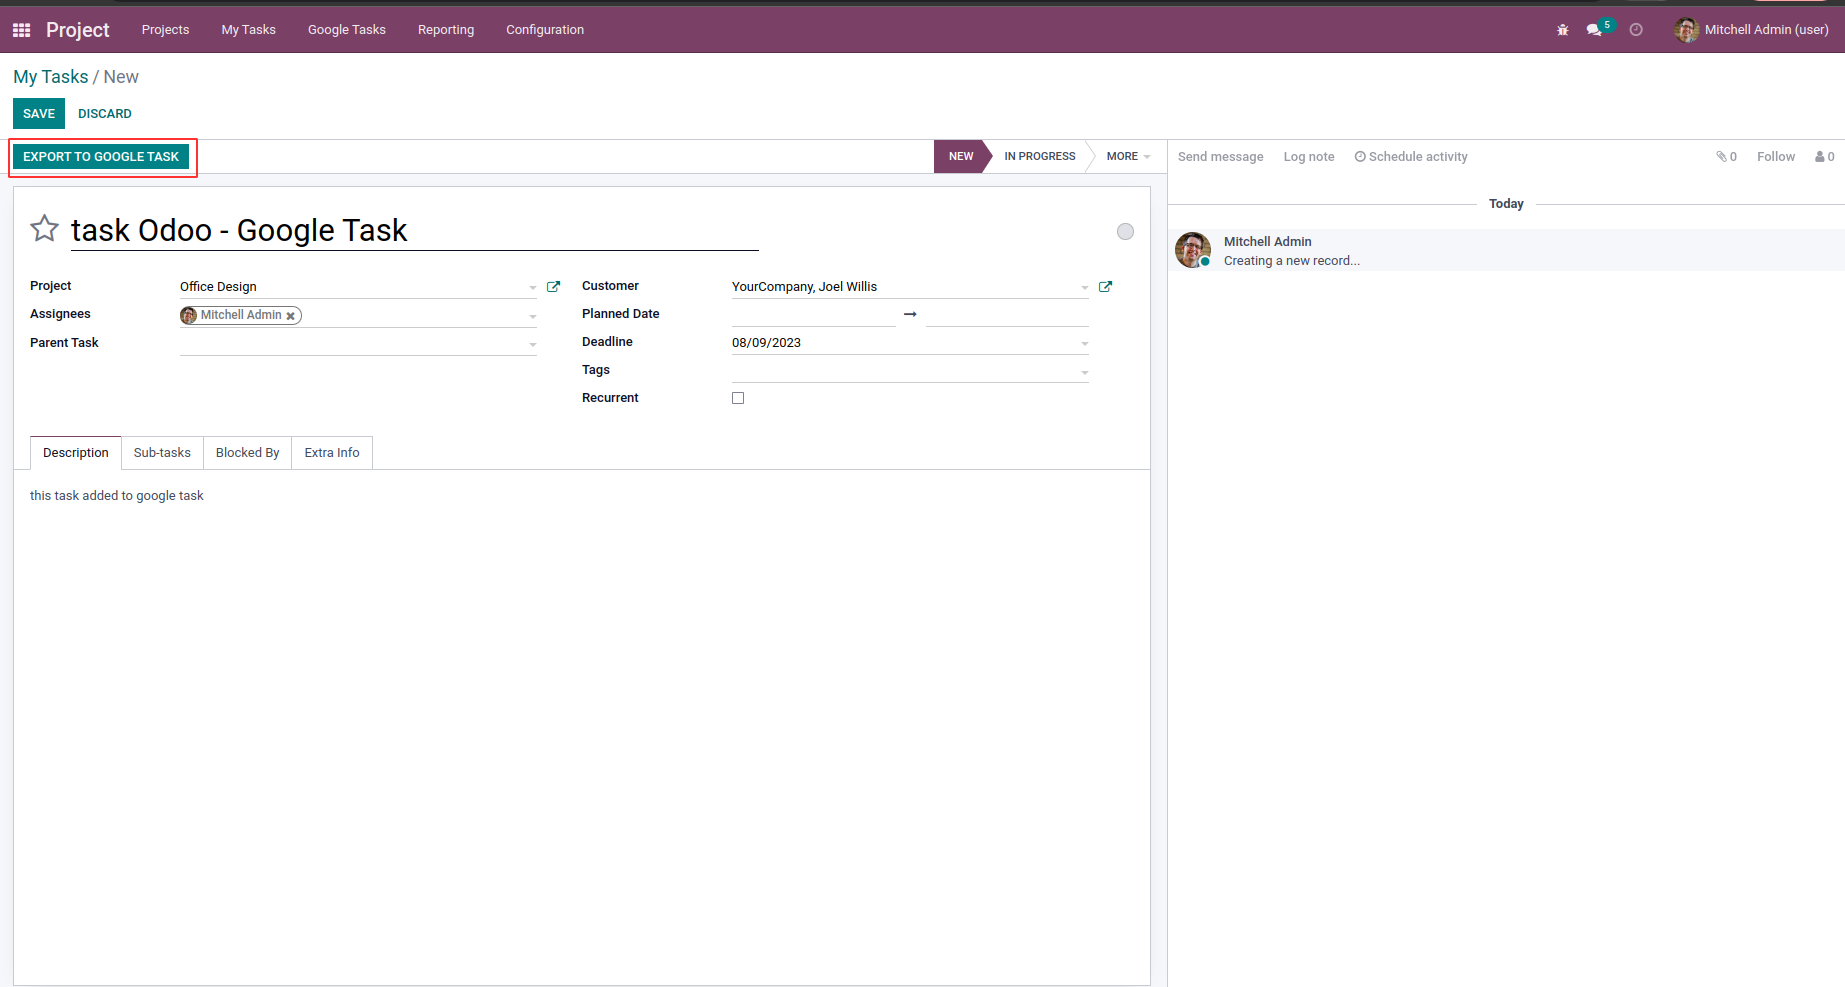 Project Projects My Tasks Google Tasks Reporting Configuration 5 Mitchell Admin (user)
My Tasks / New
SAVE DISCARD
EXPORT TO GOOGLE TASK NEW IN PROGRESS MORE Send message Log note Schedule activity 0 Follow 0
Today
task Odoo - Google Task
Mitchell Admin
Creating a new record...
Project Office Design Customer YourCompany, Joel Willis
Assignees Mitchell Admin Planned Date
Parent Task Deadline 08/09/2023
Tags
Recurrent
Description Sub-tasks Blocked By Extra Info
this task added to google task